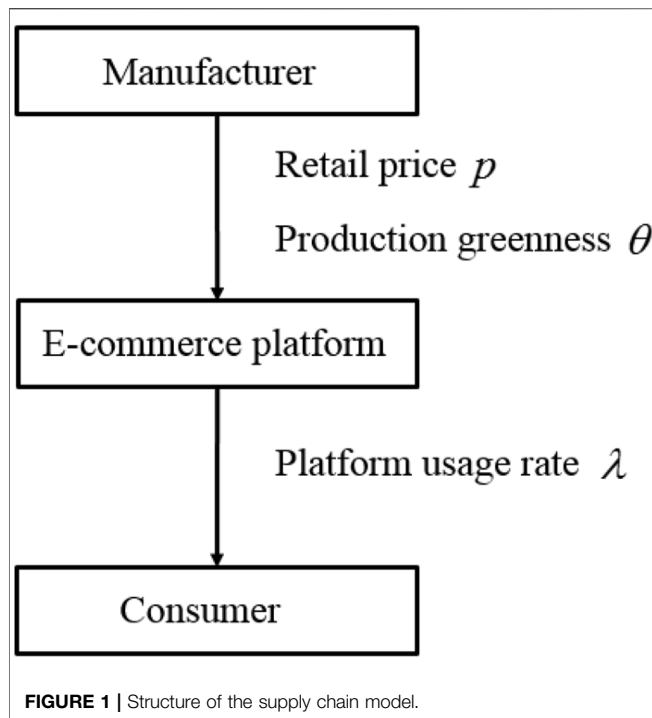 Manufacturer
Retail price p
Production greenness θ
E-commerce platform
Platform usage rate λ
Consumer
FIGURE 1 | Structure of the supply chain model.